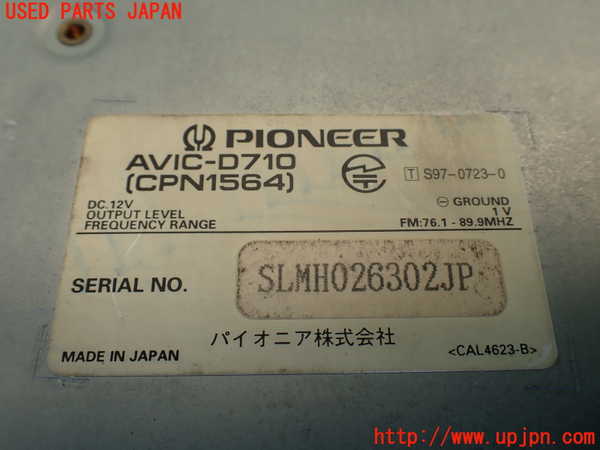 USED PARTS JAPAN
PIONEER
AVIC-D710
(CPN1564)
T S97-0723-0
DC.12V ⊖ GROUND
OUTPUT LEVEL 1 V
FREQUENCY RANGE FM:76.1 - 89.9MHZ
SERIAL NO. SLMH026302JP
パイオニア株式会社
MADE IN JAPAN <CAL4623-B>
http://www.upjpn.com/